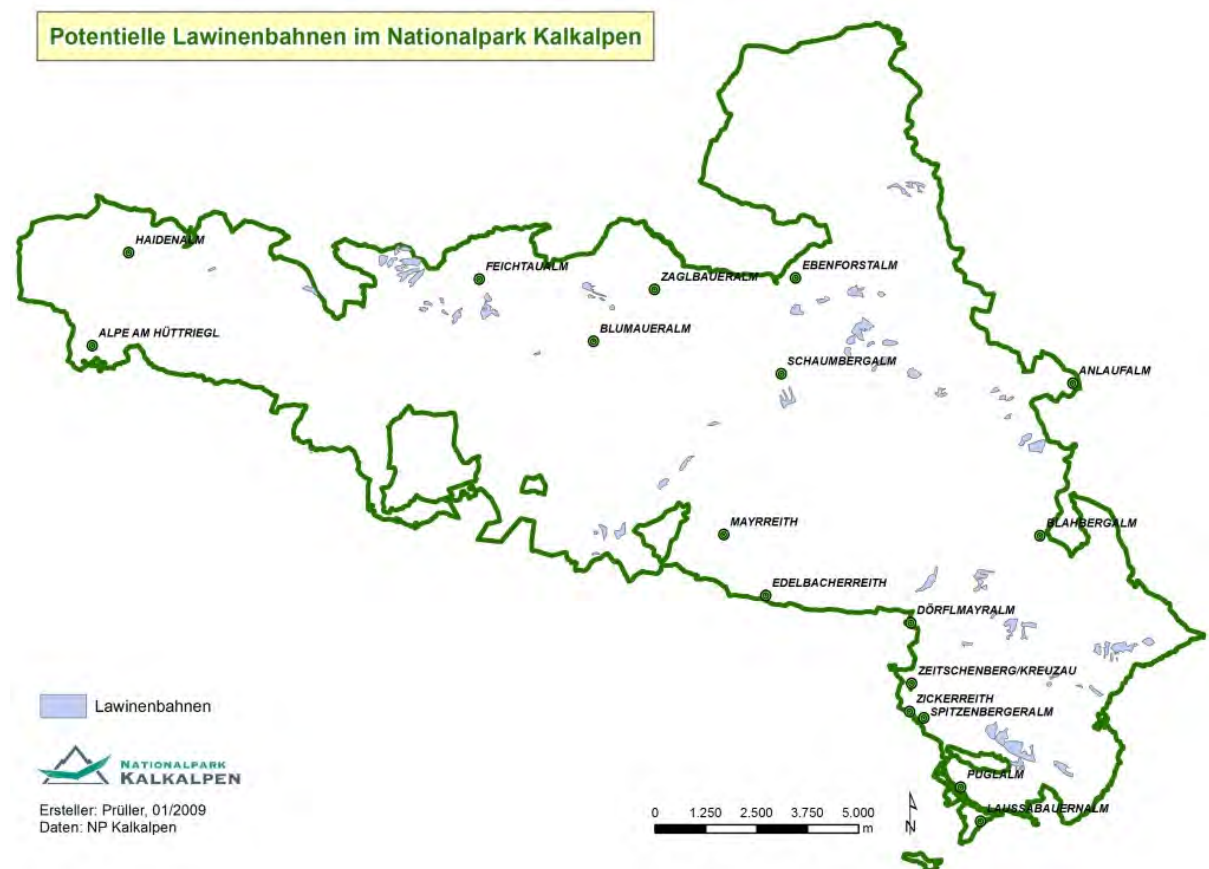 Potentielle Lawinenbahnen im Nationalpark Kalkalpen
HAIDENALM
FEICHTAUALM
ZAGLBAUERALM
EBENFORSTALM
ALPE AM HÜTTRIEGL
BLUMAUERALM
SCHAUMBERGALM
ANLAUFALM
MAYRREITH
BLAHBERGALM
EDELBACHERREITH
DÖRFLMAYRALM
ZEITSCHENBERG/KREUZAU
ZICKERREITH
SPITZENBERGERALM
PUGLALM
LAUSSABAUERNALM
Lawinenbahnen
NATIONALPARK
KALKALPEN
Ersteller: Prüller, 01/2009
Daten: NP Kalkalpen
0 1.250 2.500 3.750 5.000
m
N